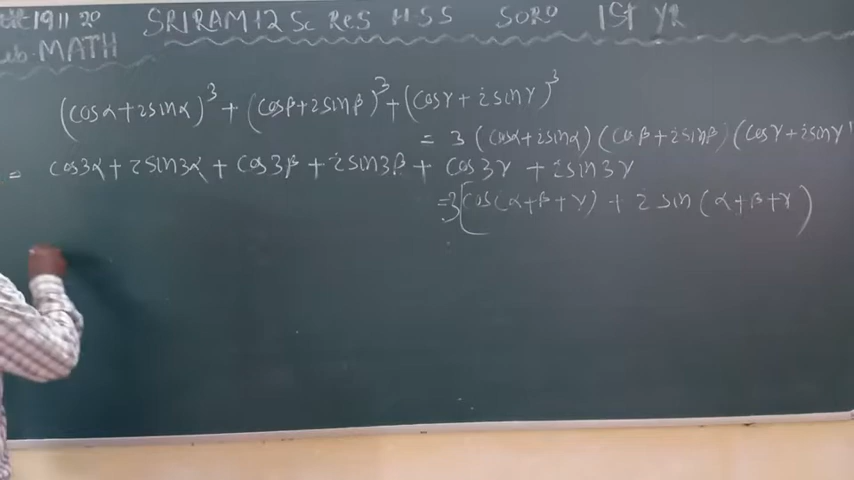 19 11 20 SRIRAM 12 Sc Res H.S S SORO 1St YR
Sub. MATH
(cosα+isinα)³ + (cosβ+isinβ)³ + (cosγ + isinγ)³
= 3 (cosα+isinα) (cosβ+isinβ) (cosγ+isinγ)
= cos3α + isin3α + cos3β + isin3β + cos3γ + isin3γ
=3[cos(α+β+γ) + i sin (α+β+γ)